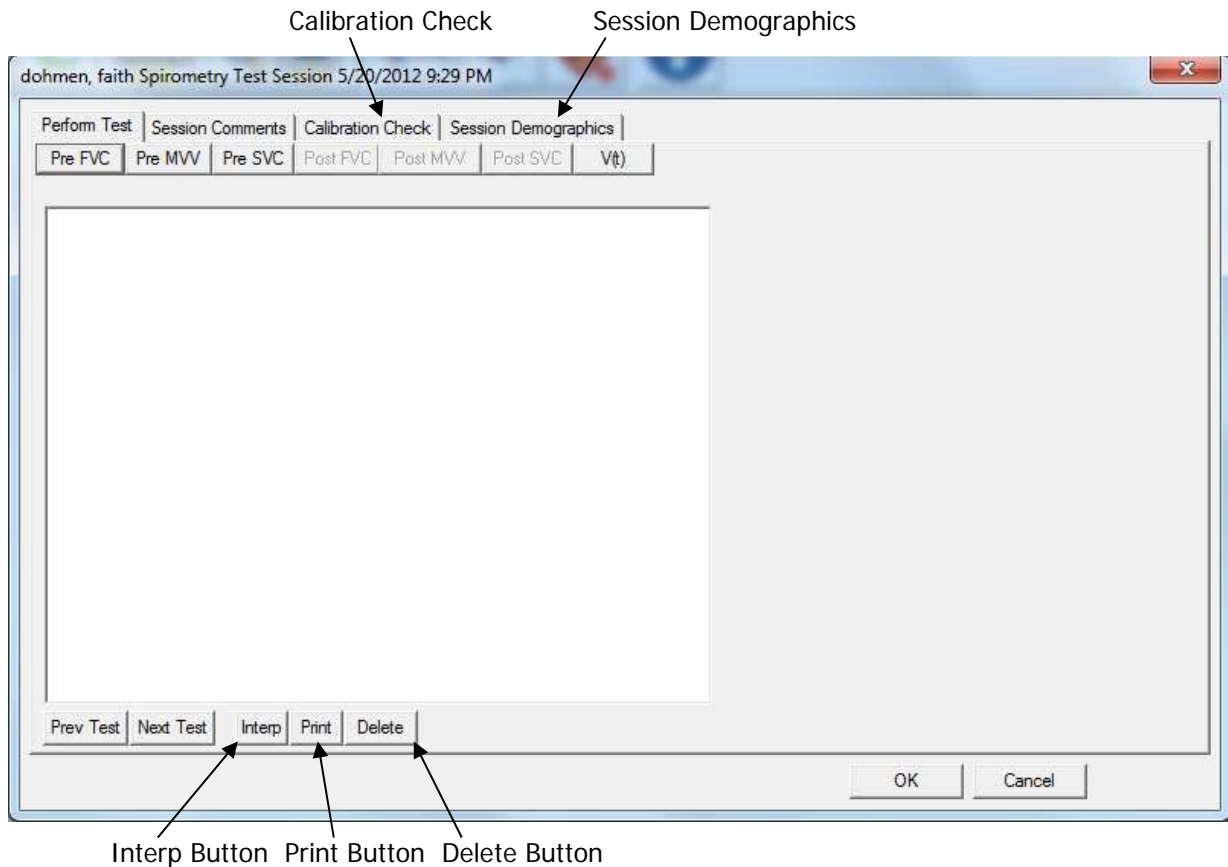 Calibration Check Session Demographics
dohmen, faith Spirometry Test Session 5/20/2012 9:29 PM
Perform Test Session Comments Calibration Check Session Demographics
Pre FVC Pre MVV Pre SVC Post FVC Post MVV Post SVC V(t)
Prev Test Next Test Interp Print Delete
OK Cancel
Interp Button Print Button Delete Button